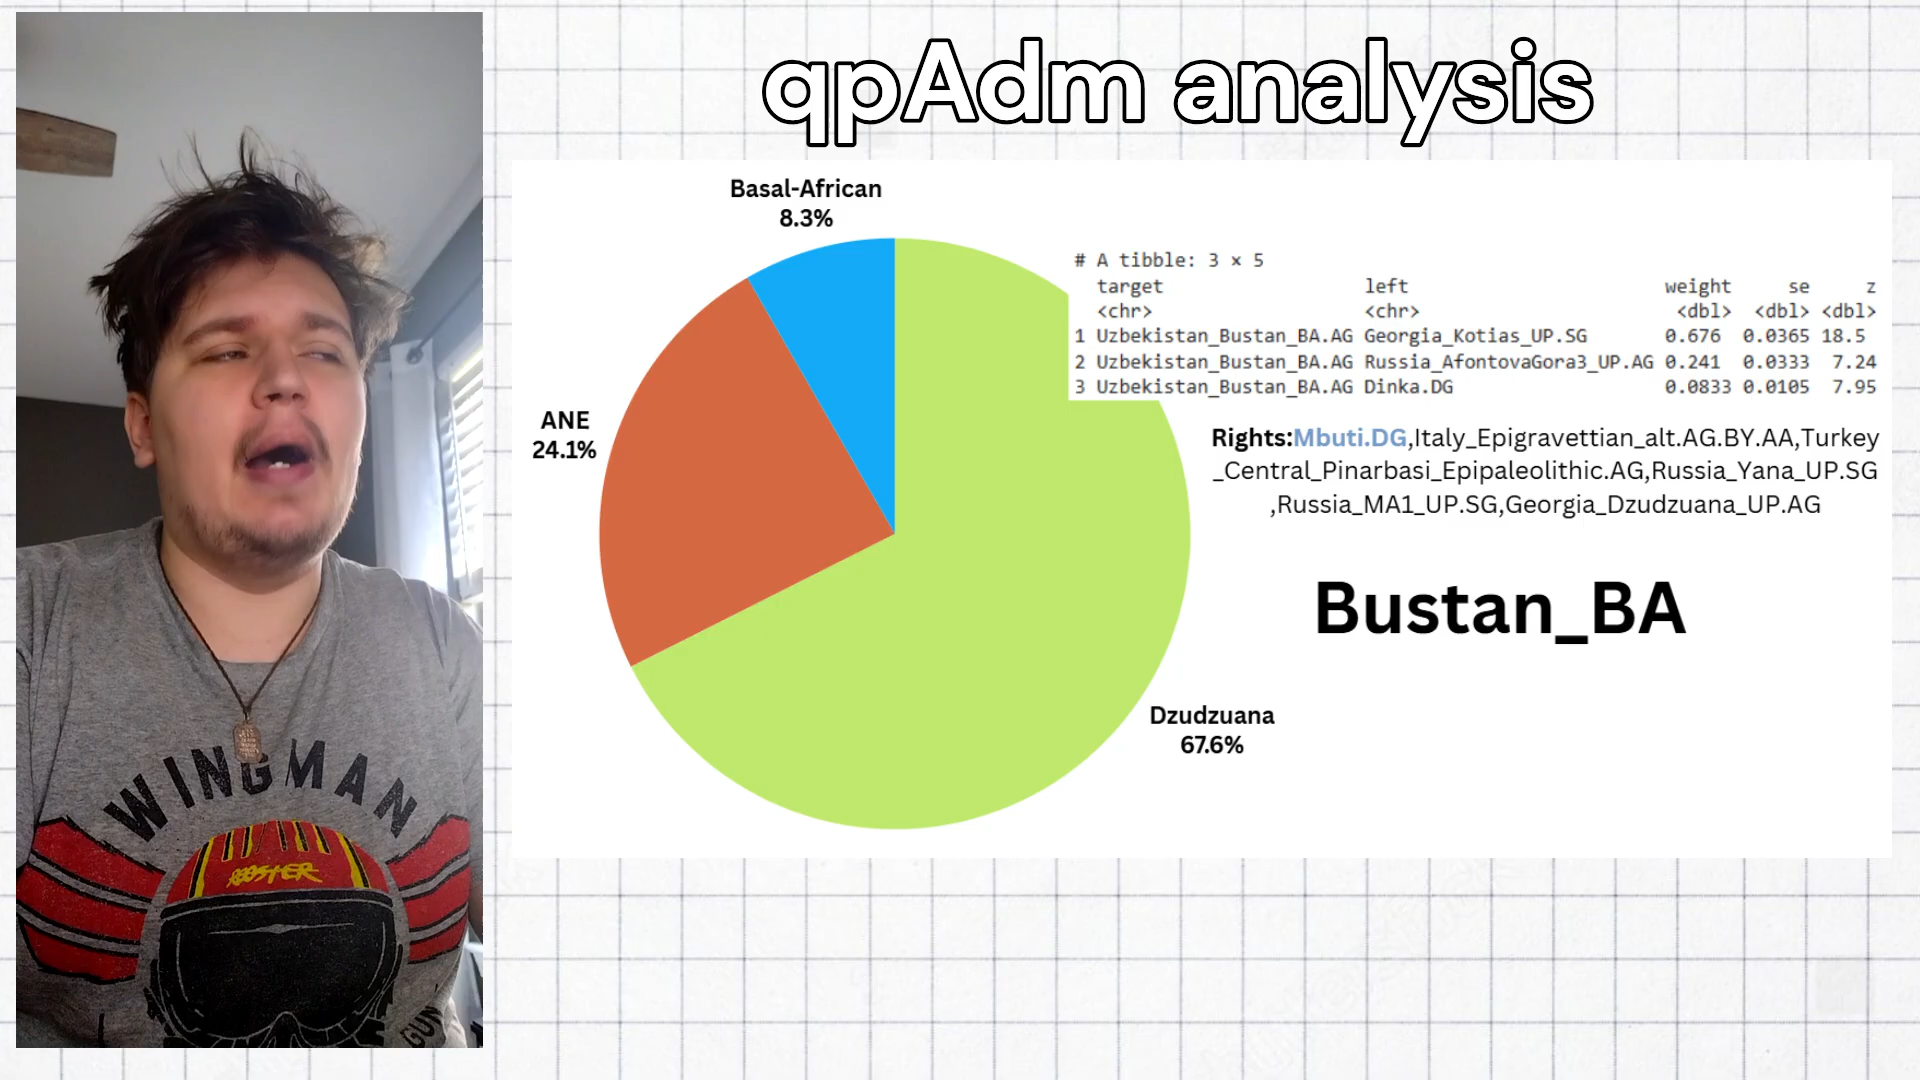 qpAdm analysis
Basal-African
8.3%
# A tibble: 3 × 5
target left weight se z
<chr> <chr> <dbl> <dbl> <dbl>
1 Uzbekistan_Bustan_BA.AG Georgia_Kotias_UP.SG 0.676 0.0365 18.5
2 Uzbekistan_Bustan_BA.AG Russia_AfontovaGora3_UP.AG 0.241 0.0333 7.24
3 Uzbekistan_Bustan_BA.AG Dinka.DG 0.0833 0.0105 7.95
ANE
24.1%
Rights:Mbuti.DG,Italy_Epigravettian_alt.AG.BY.AA,Turkey
_Central_Pinarbasi_Epipaleolithic.AG,Russia_Yana_UP.SG
,Russia_MA1_UP.SG,Georgia_Dzudzuana_UP.AG
Bustan_BA
Dzudzuana
67.6%
WINGMAN
ROOSTER
GUN